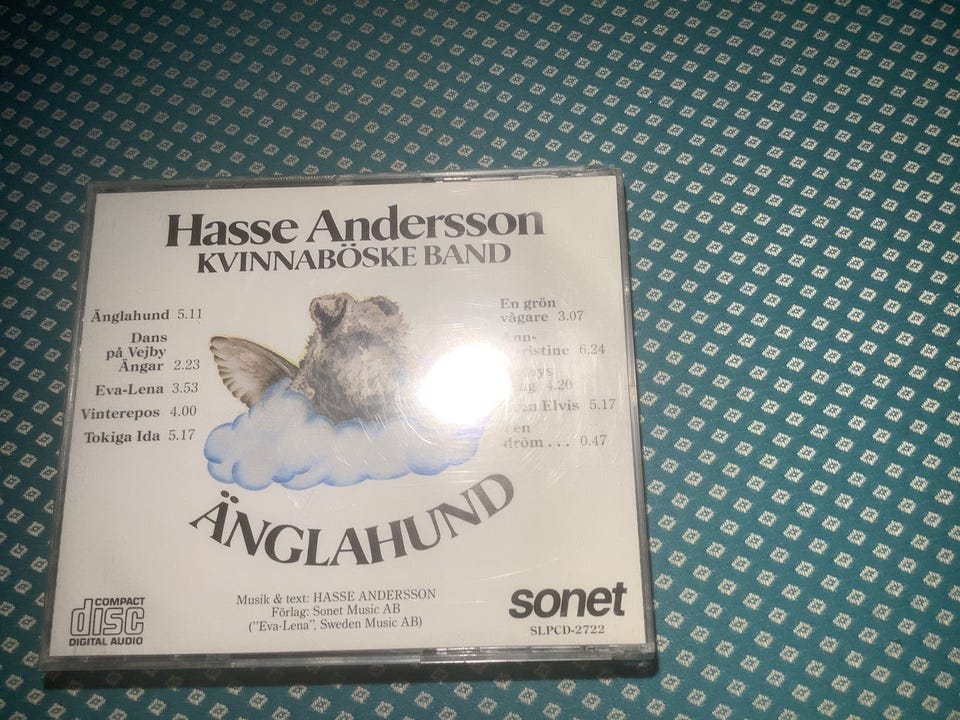 Hasse Andersson
KVINNABÖSKE BAND
Änglahund 5.11
Dans
på Vejby
Ängar 2.23
Eva-Lena 3.53
Vinterepos 4.00
Tokiga Ida 5.17
En grön
vågare 3.07
6.24
4.20
Elvis 5.17
dröm . . . 0.47
ÄNGLAHUND
COMPACT
disc
DIGITAL AUDIO
Musik & text: HASSE ANDERSSON
Förlag: Sonet Music AB
("Eva-Lena", Sweden Music AB)
sonet
SLPCD-2722